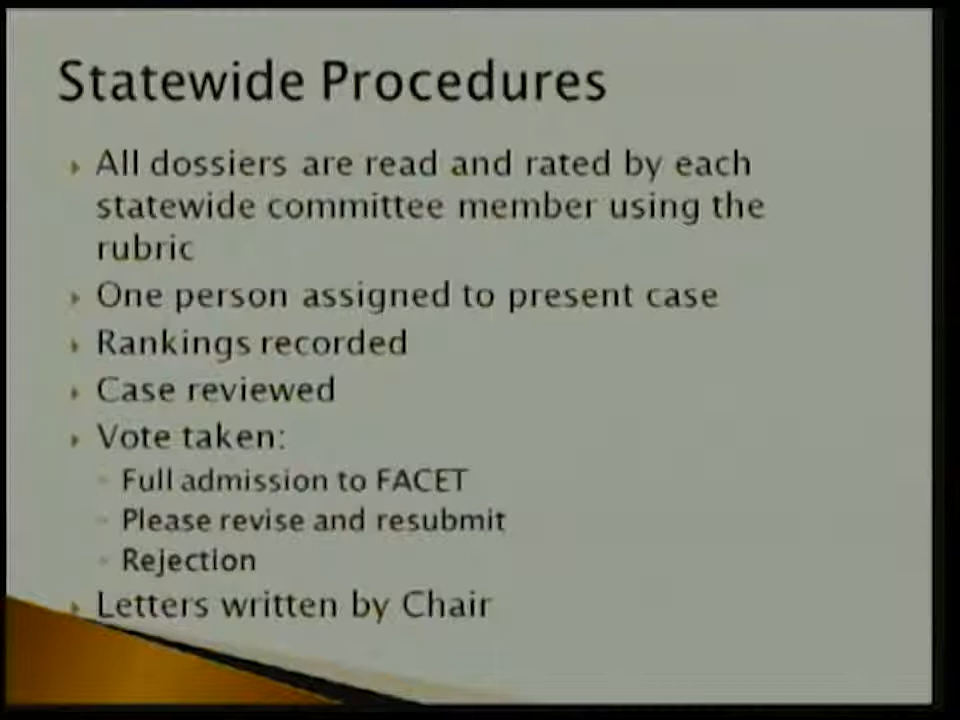 Statewide Procedures
All dossiers are read and rated by each
statewide committee member using the
rubric
One person assigned to present case
Rankings recorded
Case reviewed
Vote taken:
Full admission to FACET
Please revise and resubmit
Rejection
Letters written by Chair